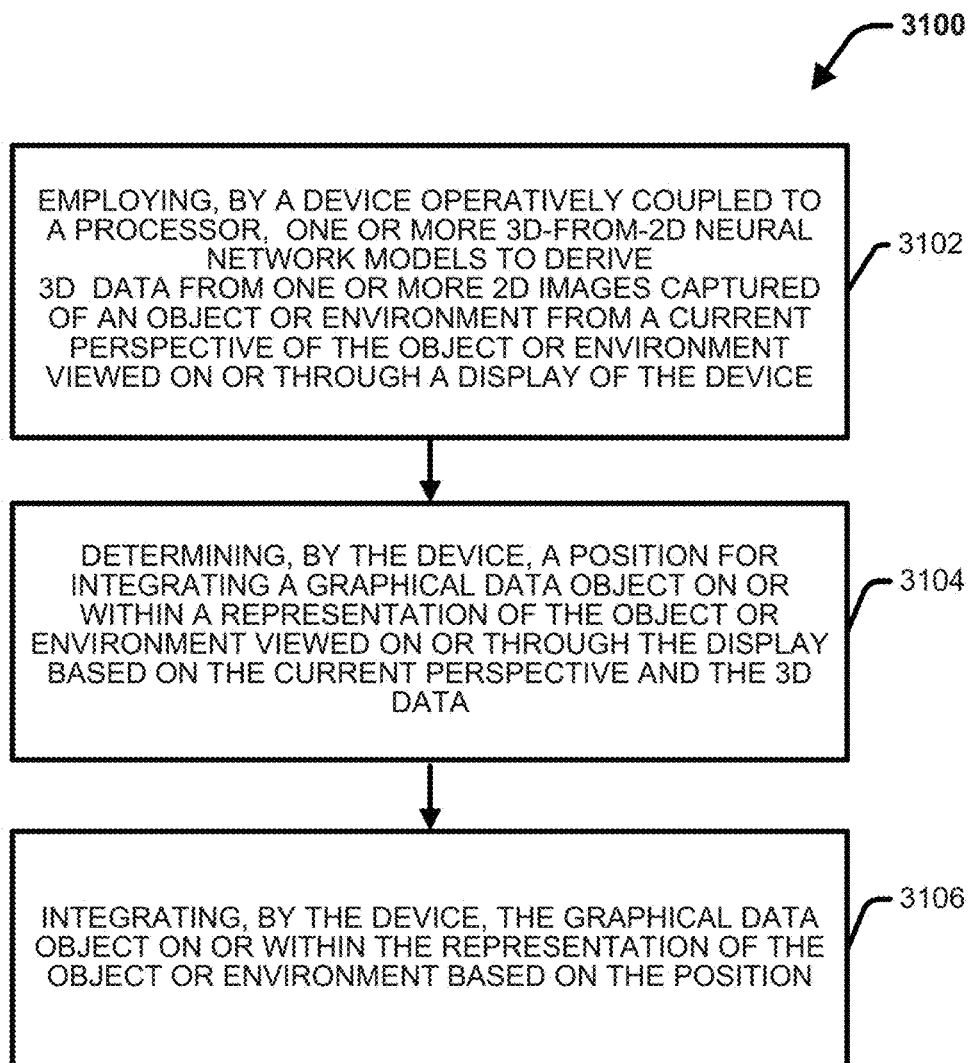 3100
EMPLOYING, BY A DEVICE OPERATIVELY COUPLED TO
A PROCESSOR, ONE OR MORE 3D-FROM-2D NEURAL
NETWORK MODELS TO DERIVE
3D DATA FROM ONE OR MORE 2D IMAGES CAPTURED
OF AN OBJECT OR ENVIRONMENT FROM A CURRENT
PERSPECTIVE OF THE OBJECT OR ENVIRONMENT
VIEWED ON OR THROUGH A DISPLAY OF THE DEVICE
3102
DETERMINING, BY THE DEVICE, A POSITION FOR
INTEGRATING A GRAPHICAL DATA OBJECT ON OR
WITHIN A REPRESENTATION OF THE OBJECT OR
ENVIRONMENT VIEWED ON OR THROUGH THE DISPLAY
BASED ON THE CURRENT PERSPECTIVE AND THE 3D
DATA
3104
INTEGRATING, BY THE DEVICE, THE GRAPHICAL DATA
OBJECT ON OR WITHIN THE REPRESENTATION OF THE
OBJECT OR ENVIRONMENT BASED ON THE POSITION
3106